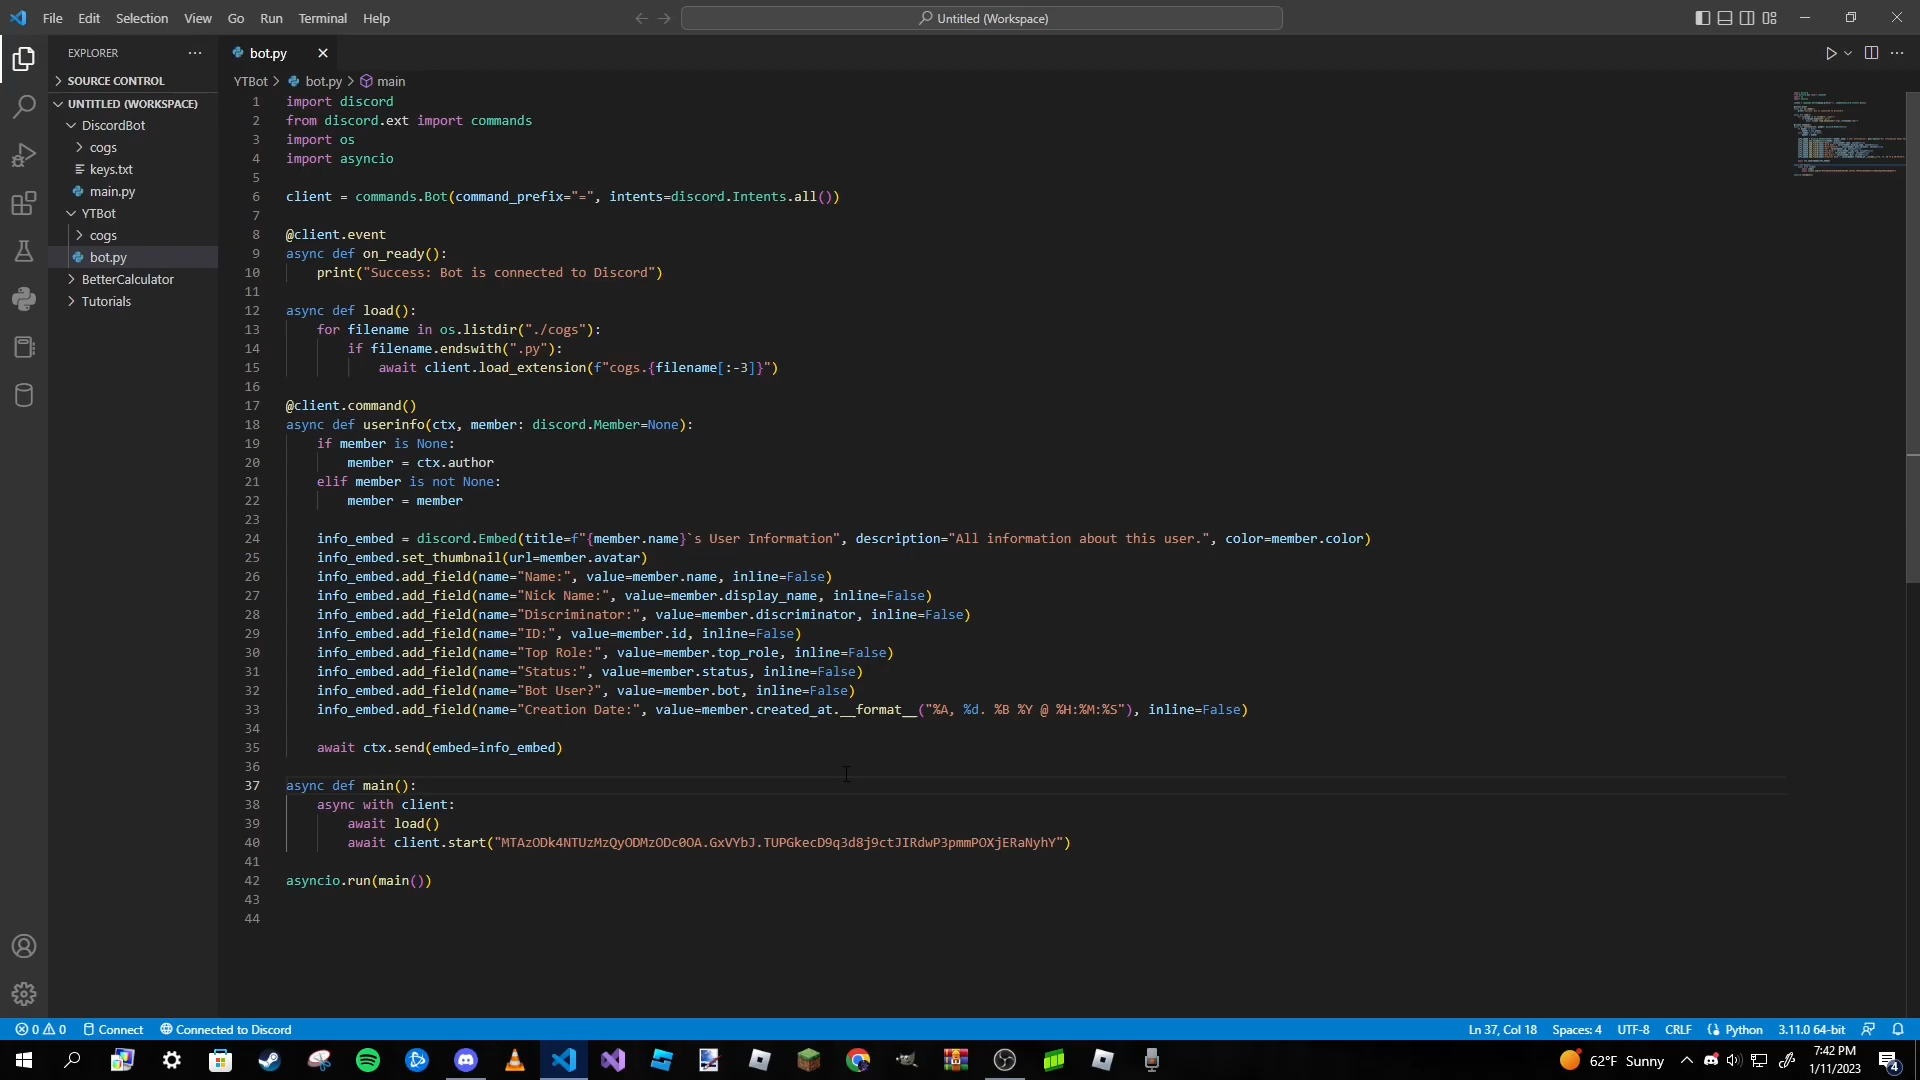 File Edit Selection View Go Run Terminal Help
Untitled (Workspace)
EXPLORER
SOURCE CONTROL
UNTITLED (WORKSPACE)
DiscordBot
cogs
keys.txt
main.py
YTBot
cogs
bot.py
BetterCalculator
Tutorials
bot.py
YTBot > bot.py > main
1 import discord
2 from discord.ext import commands
3 import os
4 import asyncio
5
6 client = commands.Bot(command_prefix="=", intents=discord.Intents.all())
7
8 @client.event
9 async def on_ready():
10 print("Success: Bot is connected to Discord")
11
12 async def load():
13 for filename in os.listdir("./cogs"):
14 if filename.endswith(".py"):
15 await client.load_extension(f"cogs.{filename[:-3]}")
16
17 @client.command()
18 async def userinfo(ctx, member: discord.Member=None):
19 if member is None:
20 member = ctx.author
21 elif member is not None:
22 member = member
23
24 info_embed = discord.Embed(title=f"{member.name}`s User Information", description="All information about this user.", color=member.color)
25 info_embed.set_thumbnail(url=member.avatar)
26 info_embed.add_field(name="Name:", value=member.name, inline=False)
27 info_embed.add_field(name="Nick Name:", value=member.display_name, inline=False)
28 info_embed.add_field(name="Discriminator:", value=member.discriminator, inline=False)
29 info_embed.add_field(name="ID:", value=member.id, inline=False)
30 info_embed.add_field(name="Top Role:", value=member.top_role, inline=False)
31 info_embed.add_field(name="Status:", value=member.status, inline=False)
32 info_embed.add_field(name="Bot User?", value=member.bot, inline=False)
33 info_embed.add_field(name="Creation Date:", value=member.created_at.__format__("%A, %d. %B %Y @ %H:%M:%S"), inline=False)
34
35 await ctx.send(embed=info_embed)
36
37 async def main():
38 async with client:
39 await load()
40 await client.start("MTAzODk4NTUzMzQyODMzODc0OA.GxVYbJ.TUPGkecD9q3d8j9ctJIRdwP3pmmPOXjERaNyhY")
41
42 asyncio.run(main())
43
44
0 0 Connect Connected to Discord Ln 37, Col 18 Spaces: 4 UTF-8 CRLF Python 3.11.0 64-bit
62°F Sunny
7:42 PM
1/11/2023
4